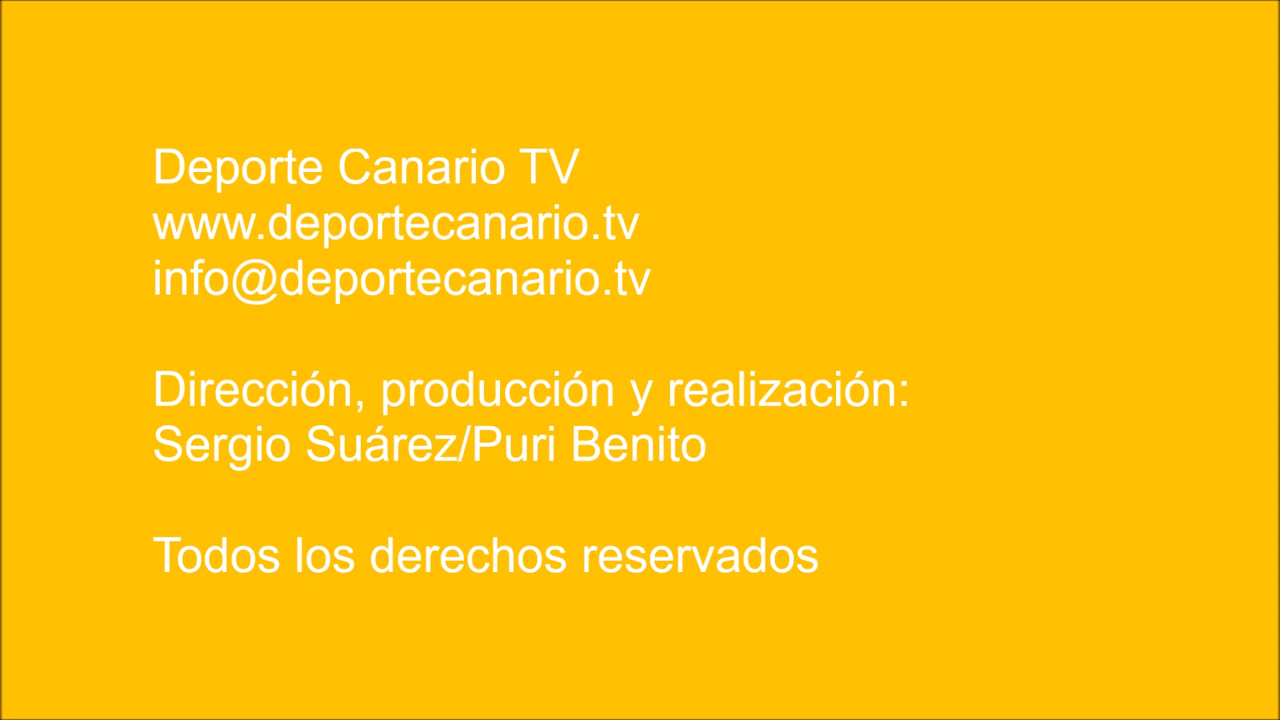 Deporte Canario TV
www.deportecanario.tv
info@deportecanario.tv
Dirección, producción y realización:
Sergio Suárez/Puri Benito
Todos los derechos reservados